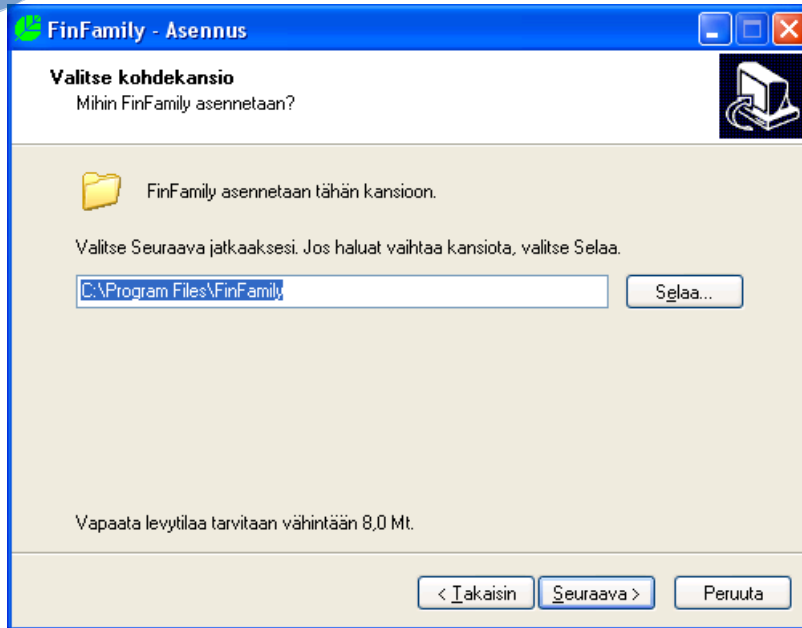 FinFamily - Asennus
Valitse kohdekansio
Mihin FinFamily asennetaan?
FinFamily asennetaan tähän kansioon.
Valitse Seuraava jatkaaksesi. Jos haluat vaihtaa kansiota, valitse Selaa.
C:\Program Files\FinFamily
Selaa...
Vapaata levytilaa tarvitaan vähintään 8,0 Mt.
< Takaisin
Seuraava >
Peruuta